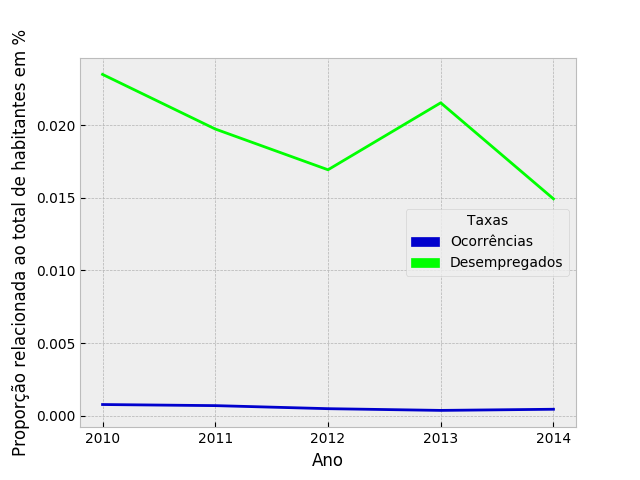 Proporção relacionada ao total de habitantes em %
0.020
0.015
0.010
0.005
0.000
Taxas
Ocorrências
Desempregados
2010 2011 2012 2013 2014
Ano